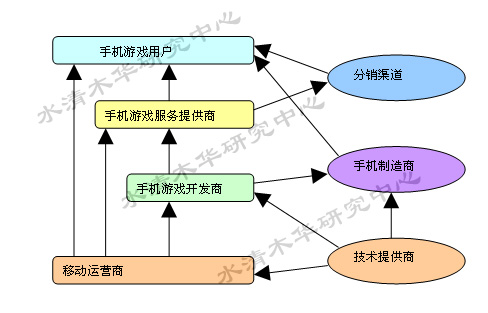 手机游戏用户
分销渠道
手机游戏服务提供商
手机制造商
手机游戏开发商
移动运营商
技术提供商
水清木华研究中心
水清木华研究中心
水清木华研究中心